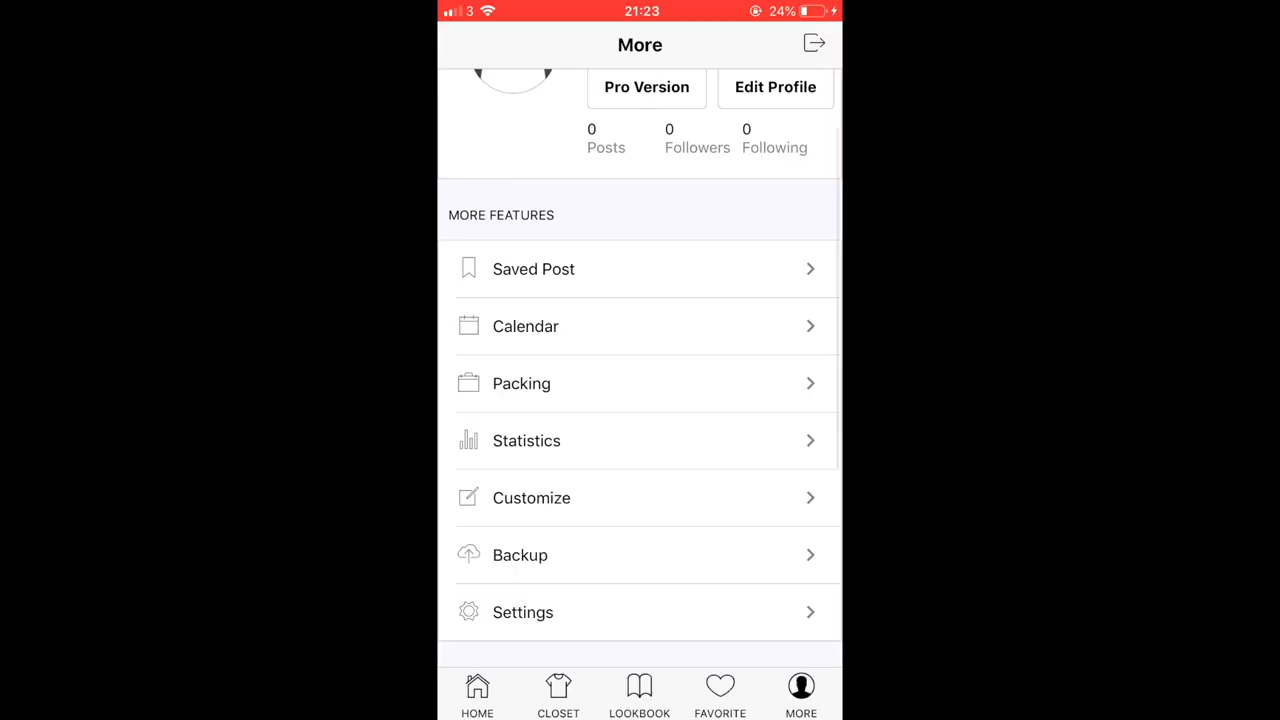 3 21:23 24%
More
Pro Version Edit Profile
0 0 0
Posts Followers Following
MORE FEATURES
Saved Post
Calendar
Packing
Statistics
Customize
Backup
Settings
HOME CLOSET LOOKBOOK FAVORITE MORE